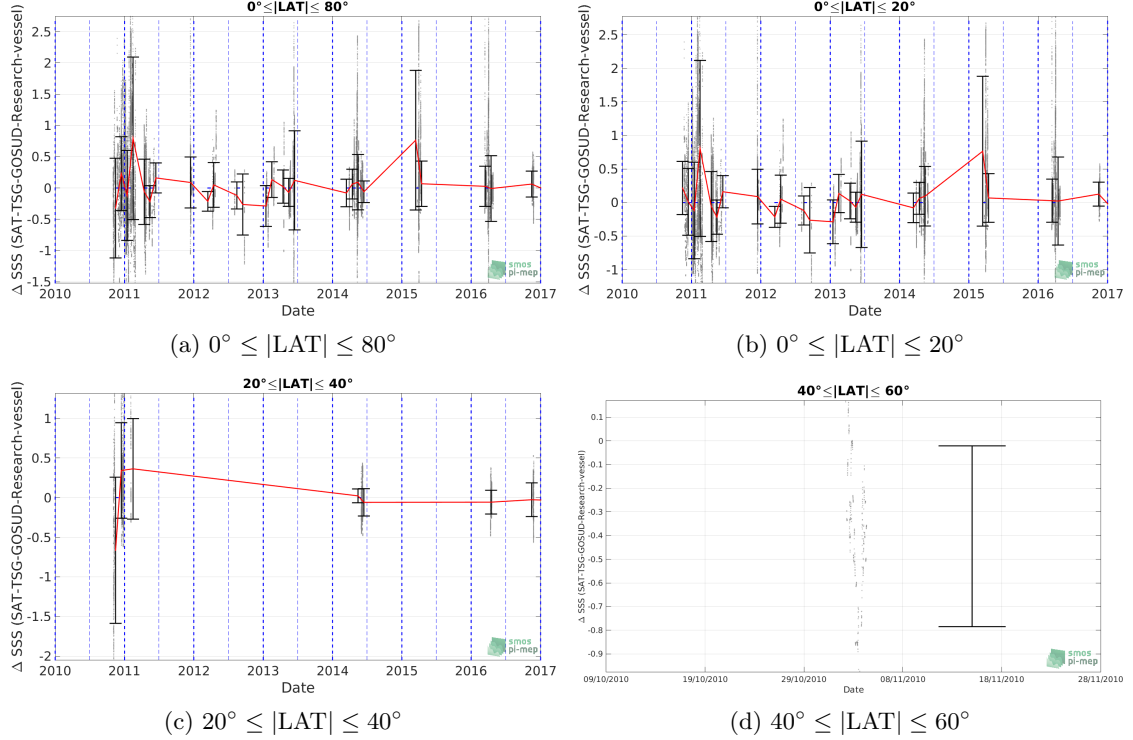 0°≤|LAT|≤ 80°
Δ SSS (SAT-TSG-GOSUD-Research-vessel)
2.5
2
1.5
1
0.5
0
-0.5
-1
-1.5
2010 2011 2012 2013 2014 2015 2016 2017
Date
smos
pi-mep
(a) 0° ≤ |LAT| ≤ 80°
0°≤|LAT|≤ 20°
Δ SSS (SAT-TSG-GOSUD-Research-vessel)
2.5
2
1.5
1
0.5
0
-0.5
-1
2010 2011 2012 2013 2014 2015 2016 2017
Date
smos
pi-mep
(b) 0° ≤ |LAT| ≤ 20°
20°≤|LAT|≤ 40°
Δ SSS (SAT-TSG-GOSUD-Research-vessel)
1
0.5
0
-0.5
-1
-1.5
-2
2010 2011 2012 2013 2014 2015 2016 2017
Date
smos
pi-mep
(c) 20° ≤ |LAT| ≤ 40°
40°≤|LAT|≤ 60°
Δ SSS (SAT-TSG-GOSUD-Research-vessel)
0.1
0
-0.1
-0.2
-0.3
-0.4
-0.5
-0.6
-0.7
-0.8
-0.9
09/10/2010 19/10/2010 29/10/2010 08/11/2010 18/11/2010 28/11/2010
Date
smos
pi-mep
(d) 40° ≤ |LAT| ≤ 60°